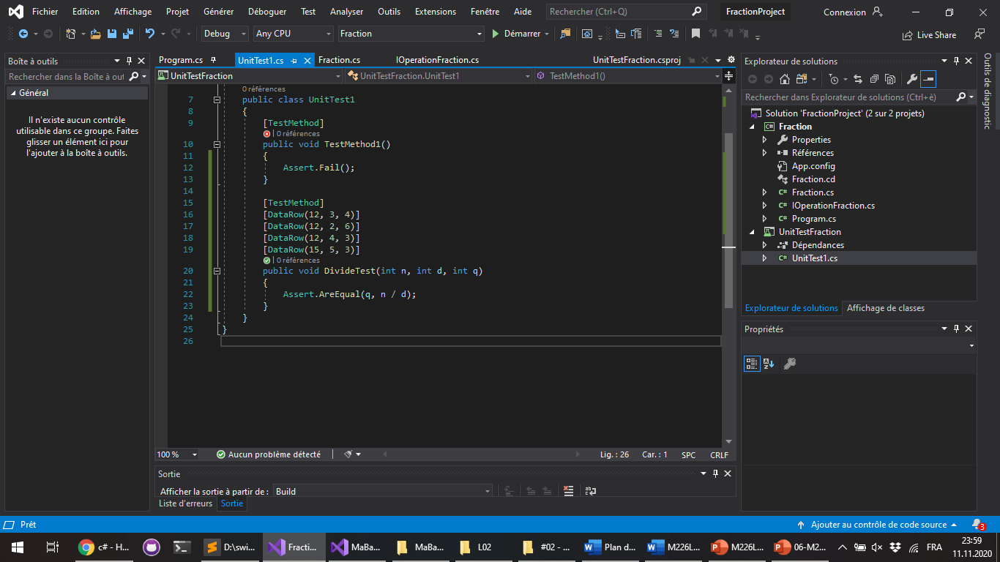 Fichier Edition Affichage Projet Générer Déboguer Test Analyser Outils Extensions Fenêtre Aide Rechercher (Ctrl+Q) FractionProject Connexion
Debug Any CPU Fraction Démarrer Live Share
Boîte à outils
Rechercher dans la Boîte à out
Général
Il n'existe aucun contrôle
utilisable dans ce groupe. Faites
glisser un élément ici pour
l'ajouter à la boîte à outils.
Program.cs UnitTest1.cs Fraction.cs IOperationFraction.cs UnitTestFraction.csproj
UnitTestFraction UnitTestFraction.UnitTest1 TestMethod1()
0 références
7 public class UnitTest1
8 {
9 [TestMethod]
| 0 références
10 public void TestMethod1()
11 {
12 Assert.Fail();
13 }
14
15 [TestMethod]
16 [DataRow(12, 3, 4)]
17 [DataRow(12, 2, 6)]
18 [DataRow(12, 4, 3)]
19 [DataRow(15, 5, 3)]
| 0 références
20 public void DivideTest(int n, int d, int q)
21 {
22 Assert.AreEqual(q, n / d);
23 }
24 }
25 }
26
100 % Aucun problème détecté Lig. : 26 Car. : 1 SPC CRLF
Sortie
Afficher la sortie à partir de : Build
Liste d'erreurs Sortie
Explorateur de solutions
Rechercher dans Explorateur de solutions (Ctrl+è)
Solution 'FractionProject' (2 sur 2 projets)
C# Fraction
Properties
Références
App.config
Fraction.cd
C# Fraction.cs
C# IOperationFraction.cs
C# Program.cs
UnitTestFraction
Dépendances
C# UnitTest1.cs
Explorateur de solutions Affichage de classes
Propriétés
Outils de diagnostic
Prêt Ajouter au contrôle de code source 3
c# - H... D:\swi... Fracti... MaBa... MaBa... L02 #02 - ... Plan d... M226L... M226L... 06-M2... FRA 23:59
11.11.2020